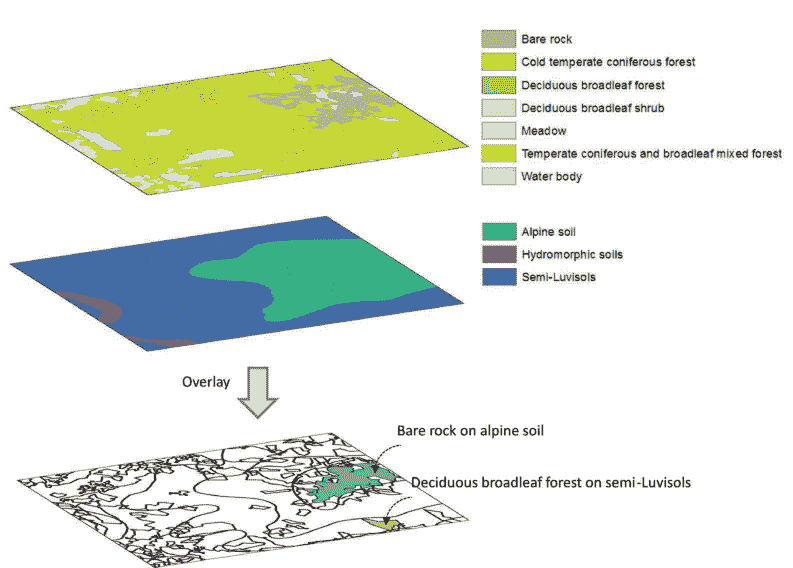 Bare rock
Cold temperate coniferous forest
Deciduous broadleaf forest
Deciduous broadleaf shrub
Meadow
Temperate coniferous and broadleaf mixed forest
Water body
Alpine soil
Hydromorphic soils
Semi-Luvisols
Overlay
Bare rock on alpine soil
Deciduous broadleaf forest on semi-Luvisols